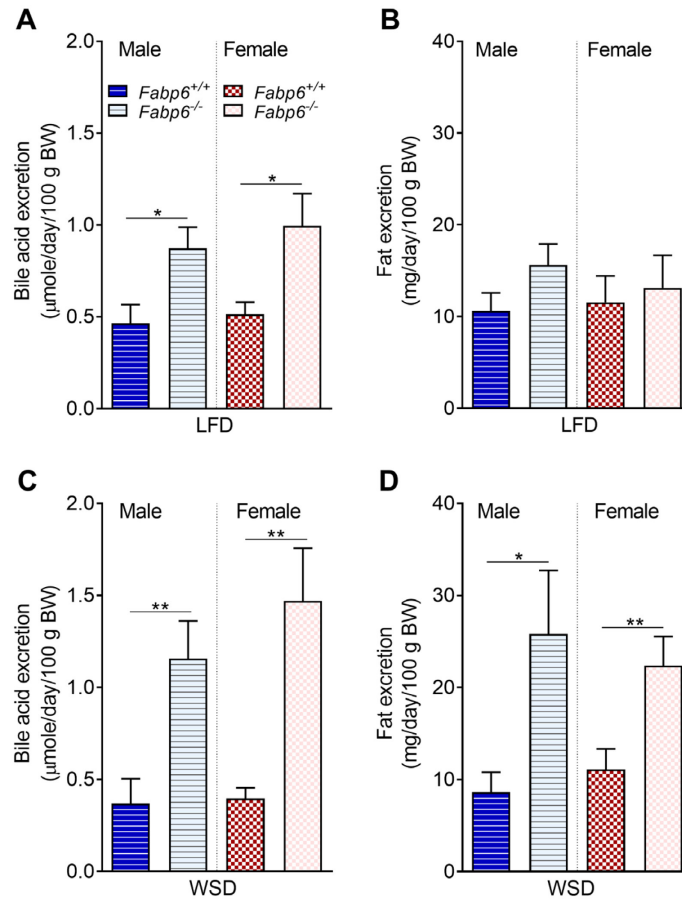 A
Bile acid excretion
(μmole/day/100 g BW)
2.0
1.5
1.0
0.5
0.0
Male
Female
Fabp6+/+
Fabp6-/-
Fabp6+/+
Fabp6-/-
*
*
LFD
B
Fat excretion
(mg/day/100 g BW)
40
30
20
10
0
Male
Female
LFD
C
Bile acid excretion
(μmole/day/100 g BW)
2.0
1.5
1.0
0.5
0.0
Male
Female
**
**
WSD
D
Fat excretion
(mg/day/100 g BW)
40
30
20
10
0
Male
Female
*
**
WSD